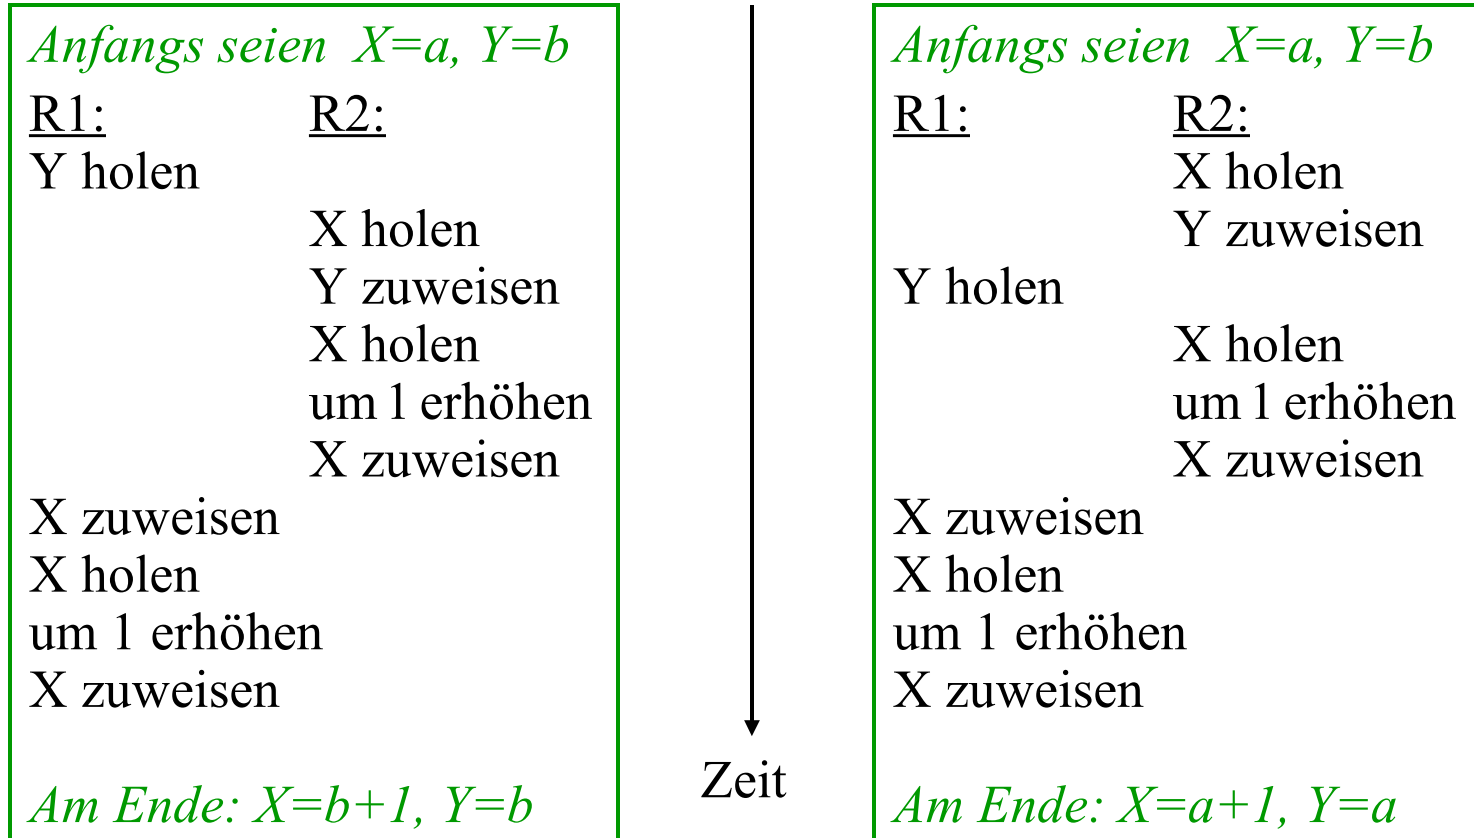 Anfangs seien X=a, Y=b
R1: R2:
Y holen
X holen
Y zuweisen
X holen
um 1 erhöhen
X zuweisen
X zuweisen
X holen
um 1 erhöhen
X zuweisen
Am Ende: X=b+1, Y=b
Zeit
Anfangs seien X=a, Y=b
R1: R2:
X holen
Y zuweisen
Y holen
X holen
um 1 erhöhen
X zuweisen
X zuweisen
X holen
um 1 erhöhen
X zuweisen
Am Ende: X=a+1, Y=a